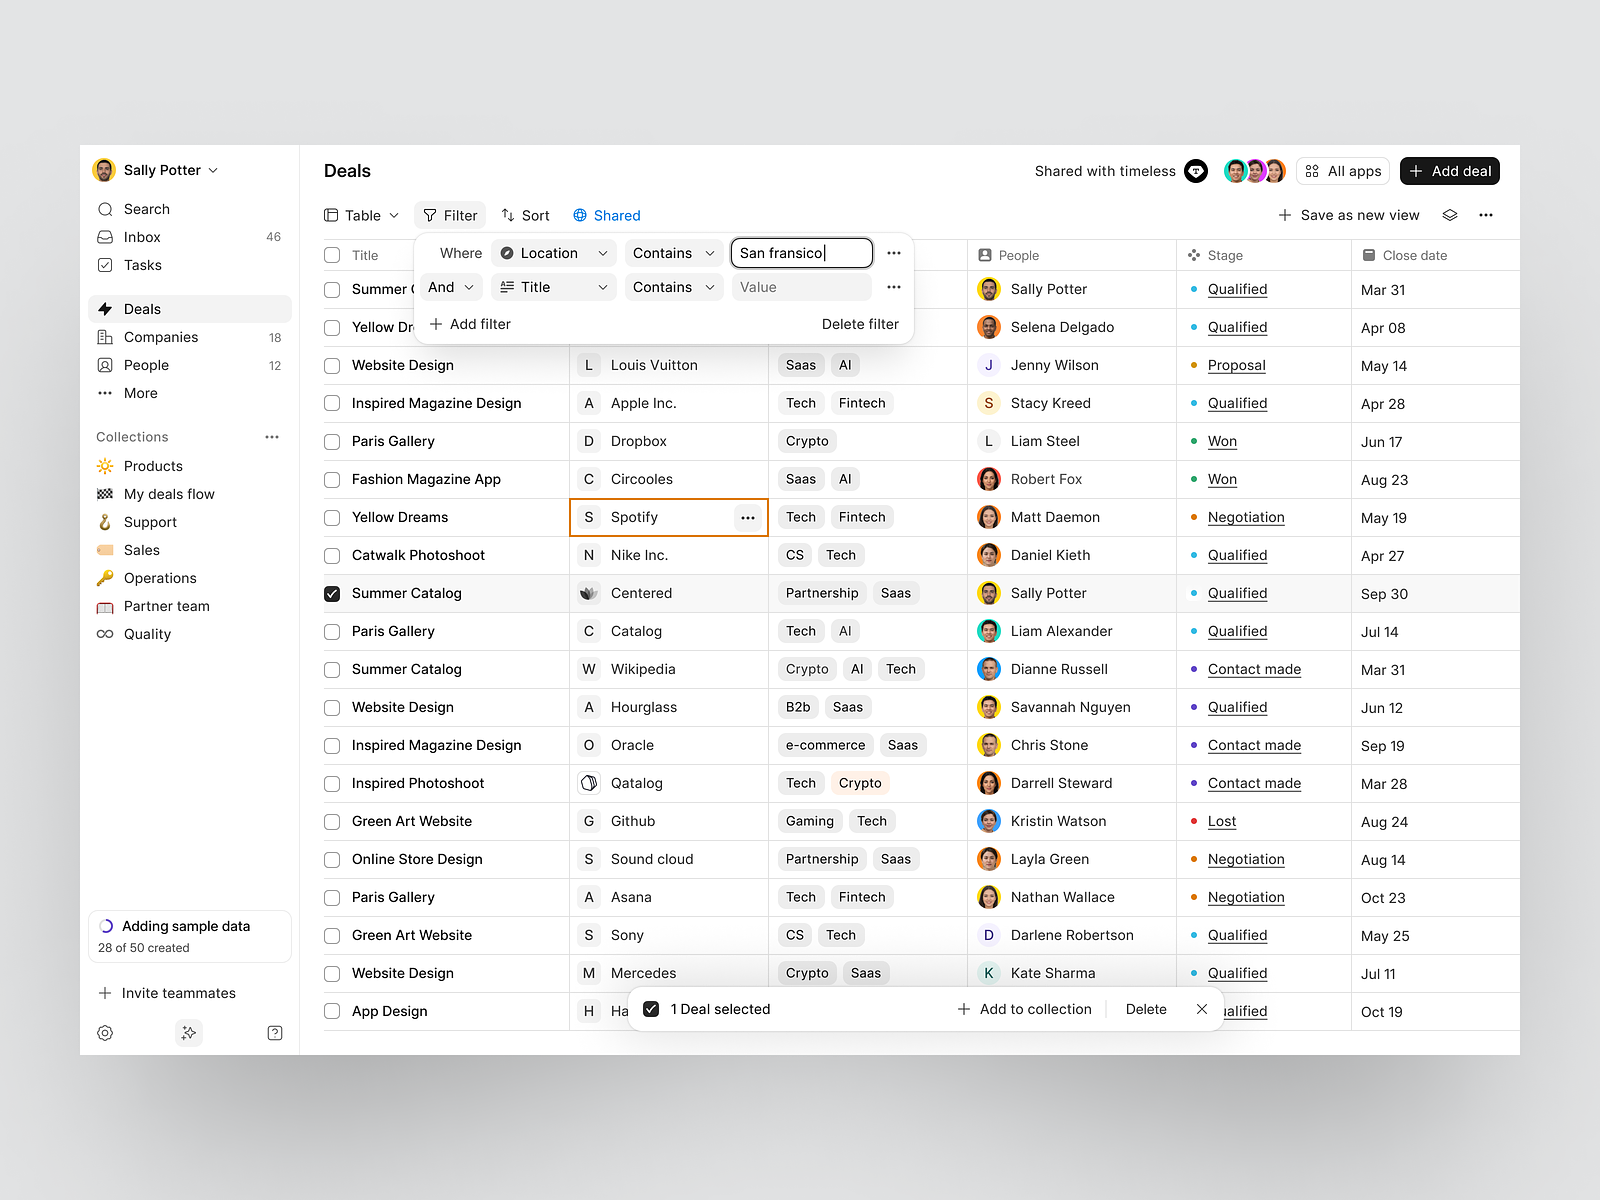 Sally Potter
Search
Inbox 46
Tasks
Deals
Companies 18
People 12
More
Collections
Products
My deals flow
Support
Sales
Operations
Partner team
Quality
Adding sample data
28 of 50 created
Invite teammates
Deals
Shared with timeless
All apps
Add deal
Table
Filter
Sort
Shared
Save as new view
Where Location Contains San fransico
And Title Contains Value
Add filter Delete filter
Title People Stage Close date
Summer Sally Potter Qualified Mar 31
Yellow Selena Delgado Qualified Apr 08
Website Design L Louis Vuitton Saas AI J Jenny Wilson Proposal May 14
Inspired Magazine Design A Apple Inc. Tech Fintech S Stacy Kreed Qualified Apr 28
Paris Gallery D Dropbox Crypto L Liam Steel Won Jun 17
Fashion Magazine App C Circooles Saas AI Robert Fox Won Aug 23
Yellow Dreams S Spotify Tech Fintech Matt Daemon Negotiation May 19
Catwalk Photoshoot N Nike Inc. CS Tech Daniel Kieth Qualified Apr 27
Summer Catalog Centered Partnership Saas Sally Potter Qualified Sep 30
Paris Gallery C Catalog Tech AI Liam Alexander Qualified Jul 14
Summer Catalog W Wikipedia Crypto AI Tech Dianne Russell Contact made Mar 31
Website Design A Hourglass B2b Saas Savannah Nguyen Qualified Jun 12
Inspired Magazine Design O Oracle e-commerce Saas Chris Stone Contact made Sep 19
Inspired Photoshoot Qatalog Tech Crypto Darrell Steward Contact made Mar 28
Green Art Website G Github Gaming Tech Kristin Watson Lost Aug 24
Online Store Design S Sound cloud Partnership Saas Layla Green Negotiation Aug 14
Paris Gallery A Asana Tech Fintech Nathan Wallace Negotiation Oct 23
Green Art Website S Sony CS Tech D Darlene Robertson Qualified May 25
Website Design M Mercedes Crypto Saas K Kate Sharma Qualified Jul 11
App Design H Ha alified Oct 19
1 Deal selected Add to collection Delete